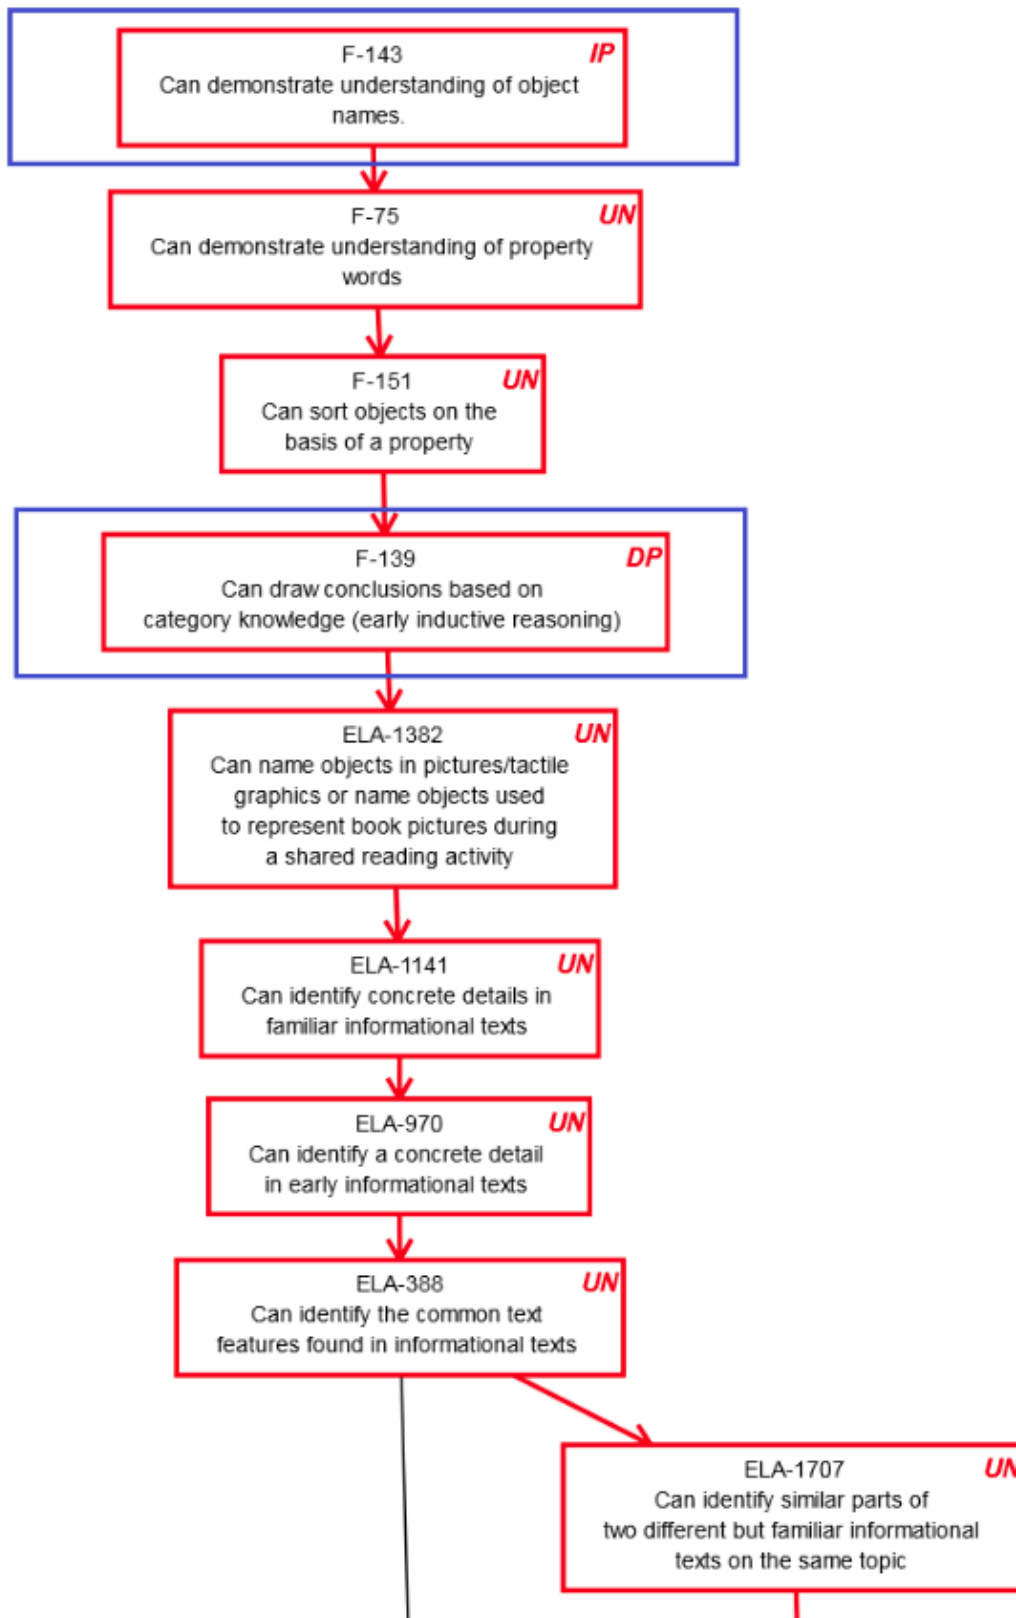 F-143 IP
Can demonstrate understanding of object
names.
F-75 UN
Can demonstrate understanding of property
words
F-151 UN
Can sort objects on the
basis of a property
F-139 DP
Can draw conclusions based on
category knowledge (early inductive reasoning)
ELA-1382 UN
Can name objects in pictures/tactile
graphics or name objects used
to represent book pictures during
a shared reading activity
ELA-1141 UN
Can identify concrete details in
familiar informational texts
ELA-970 UN
Can identify a concrete detail
in early informational texts
ELA-388 UN
Can identify the common text
features found in informational texts
ELA-1707 UN
Can identify similar parts of
two different but familiar informational
texts on the same topic